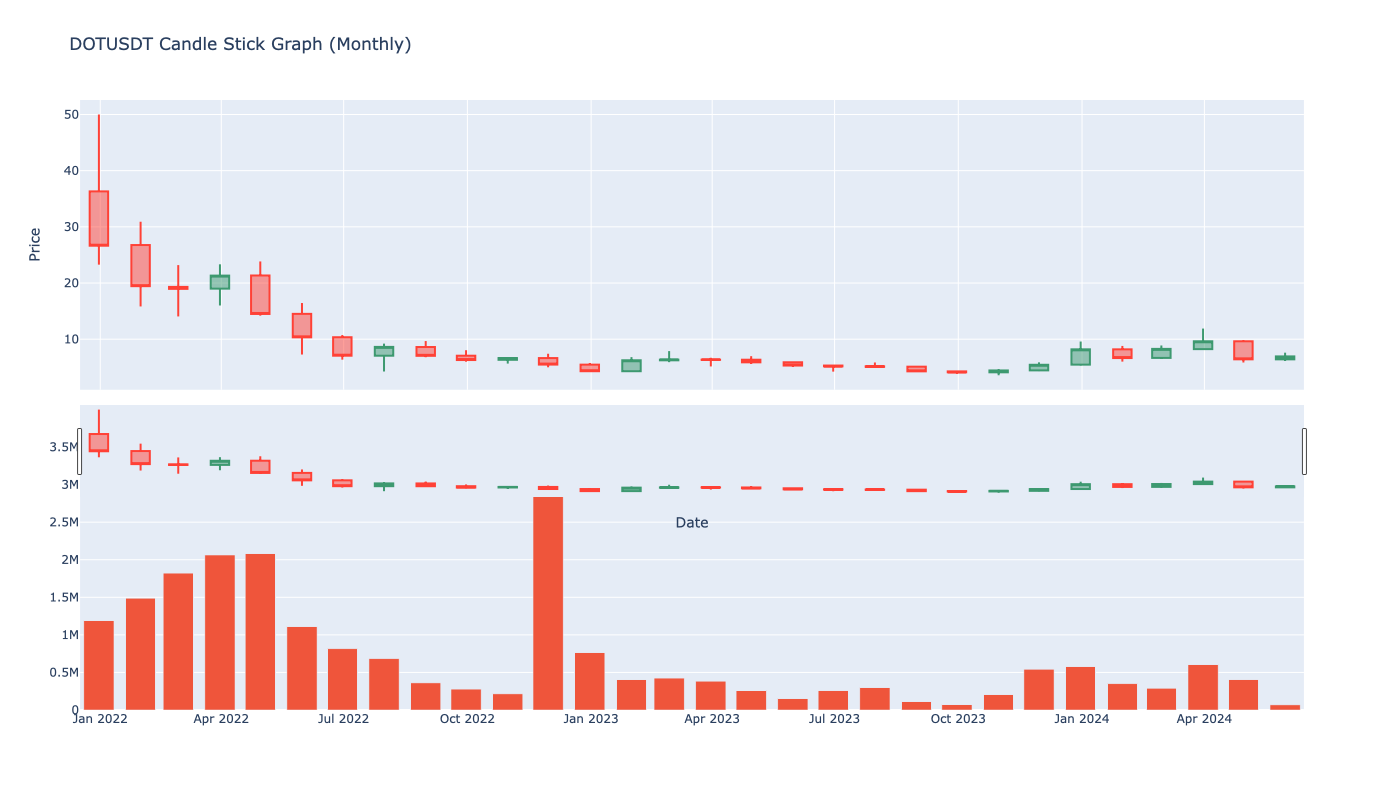 DOTUSDT Candle Stick Graph (Monthly)
50
40
30
20
10
Price
3.5M
3M
2.5M
2M
1.5M
1M
0.5M
0
Date
Jan 2022 Apr 2022 Jul 2022 Oct 2022 Jan 2023 Apr 2023 Jul 2023 Oct 2023 Jan 2024 Apr 2024